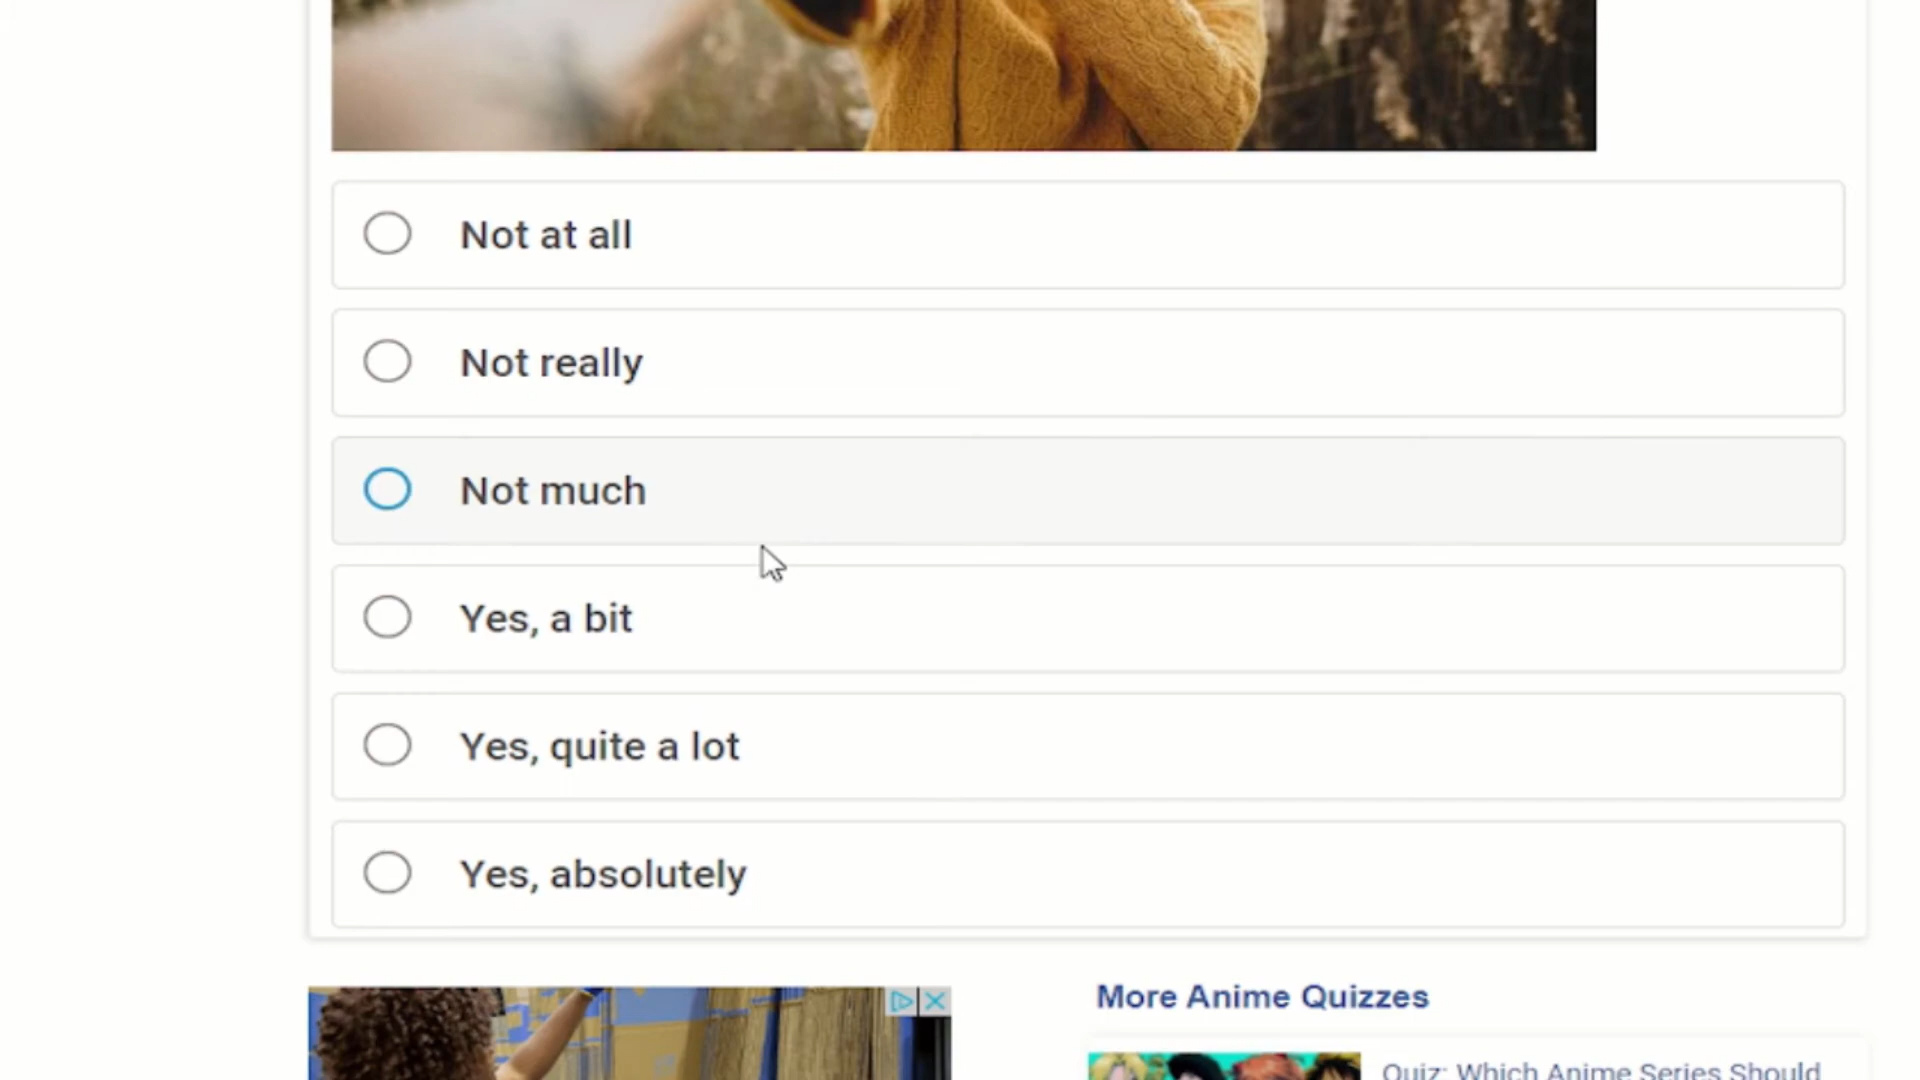 Not at all
Not really
Not much
Yes, a bit
Yes, quite a lot
Yes, absolutely
More Anime Quizzes
Quiz: Which Anime Series Should